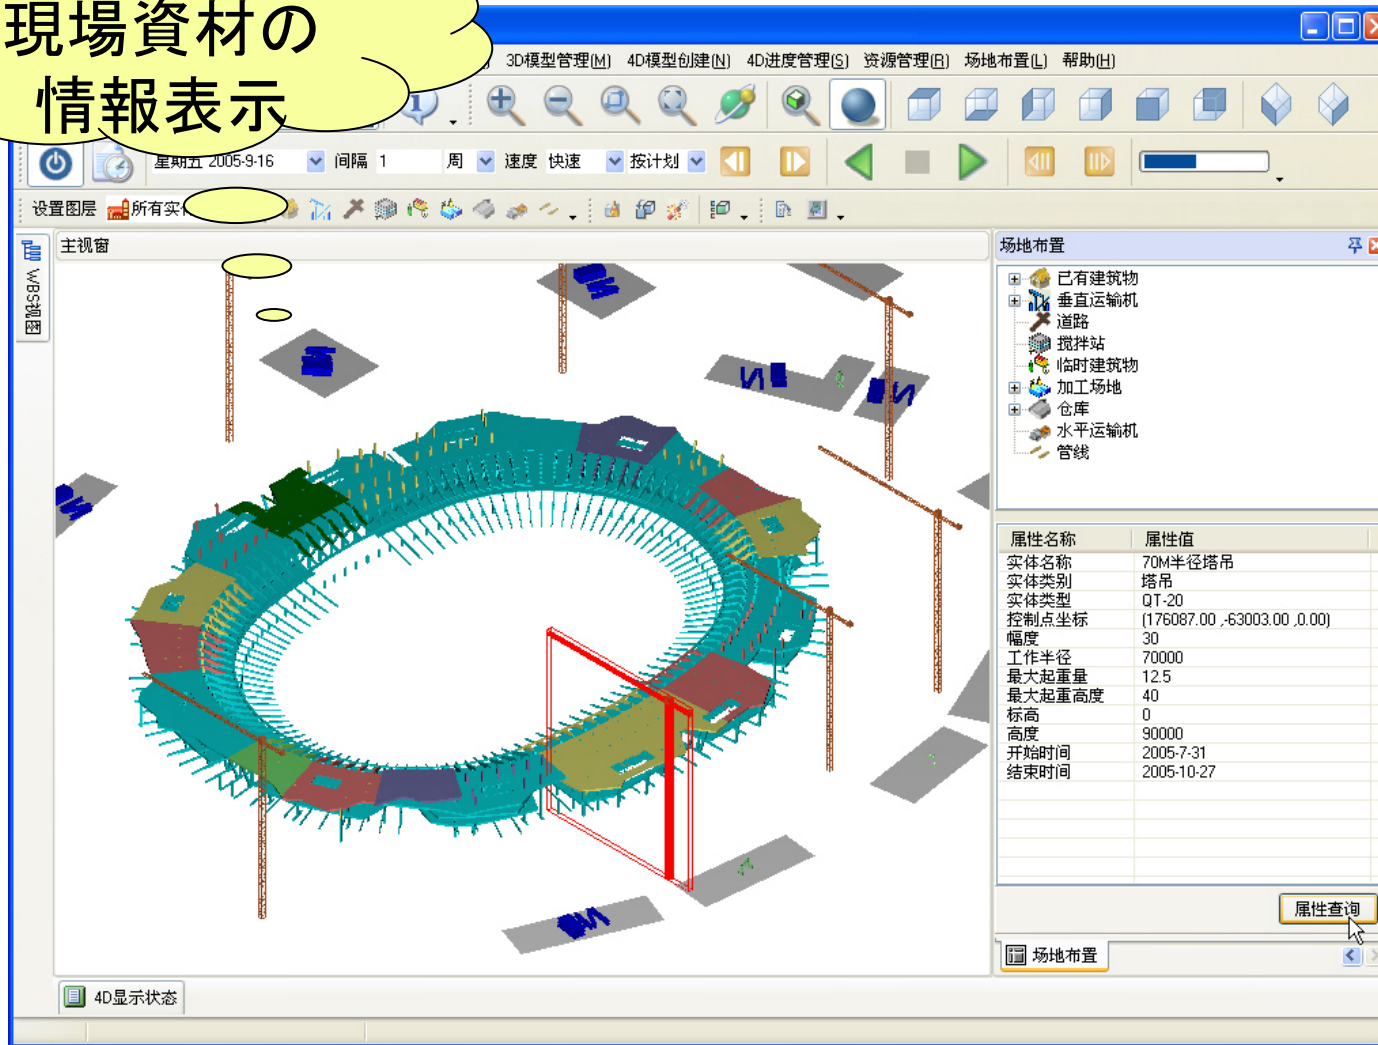 現場資材の
情報表示
3D模型管理(M) 4D模型创建(N) 4D进度管理(S) 资源管理(R) 场地布置(L) 帮助(H)
星期五 2005-9-16 间隔 1 周 速度 快速 按计划
设置图层 所有实
主视窗
WBS视图
场地布置
已有建筑物
垂直运输机
道路
搅拌站
临时建筑物
加工场地
仓库
水平运输机
管线
属性名称 属性值
实体名称 70M半径塔吊
实体类别 塔吊
实体类型 QT-20
控制点坐标 (176087.00 ,-63003.00 ,0.00)
幅度 30
工作半径 70000
最大起重量 12.5
最大起重高度 40
标高 0
高度 90000
开始时间 2005-7-31
结束时间 2005-10-27
属性查询
场地布置
4D显示状态